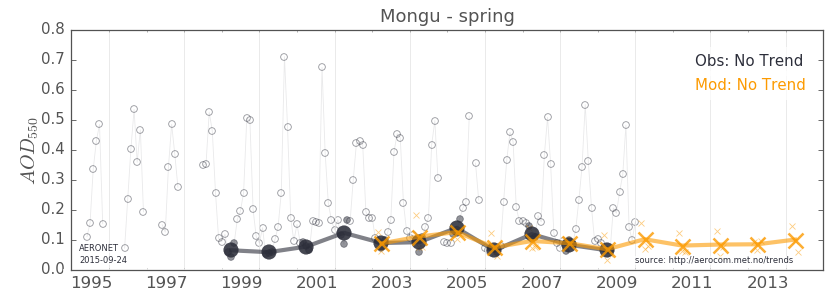 Mongu - spring
0.8
0.7
0.6
0.5
0.4
0.3
0.2
0.1
0.0
AOD550
Obs: No Trend
Mod: No Trend
AERONET
2015-09-24
source: http://aerocom.met.no/trends
1995 1997 1999 2001 2003 2005 2007 2009 2011 2013